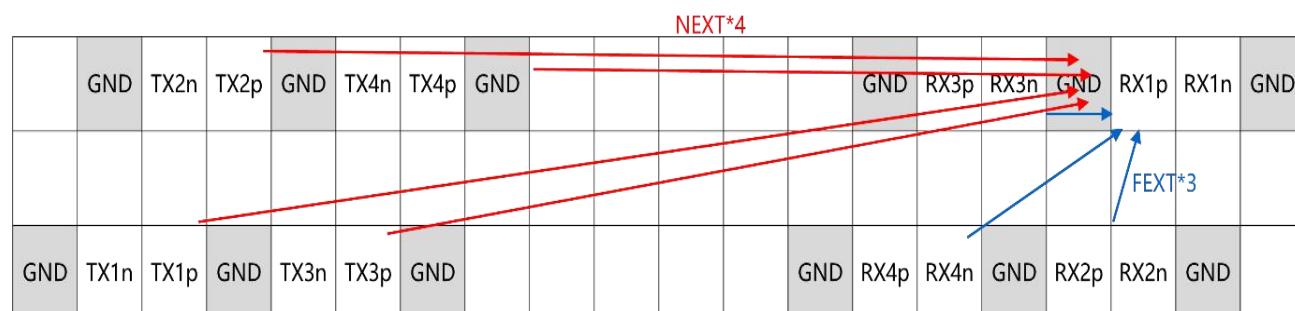 NEXT*4
GND TX2n TX2p GND TX4n TX4p GND GND RX3p RX3n GND RX1p RX1n GND
FEXT*3
GND TX1n TX1p GND TX3n TX3p GND GND RX4p RX4n GND RX2p RX2n GND